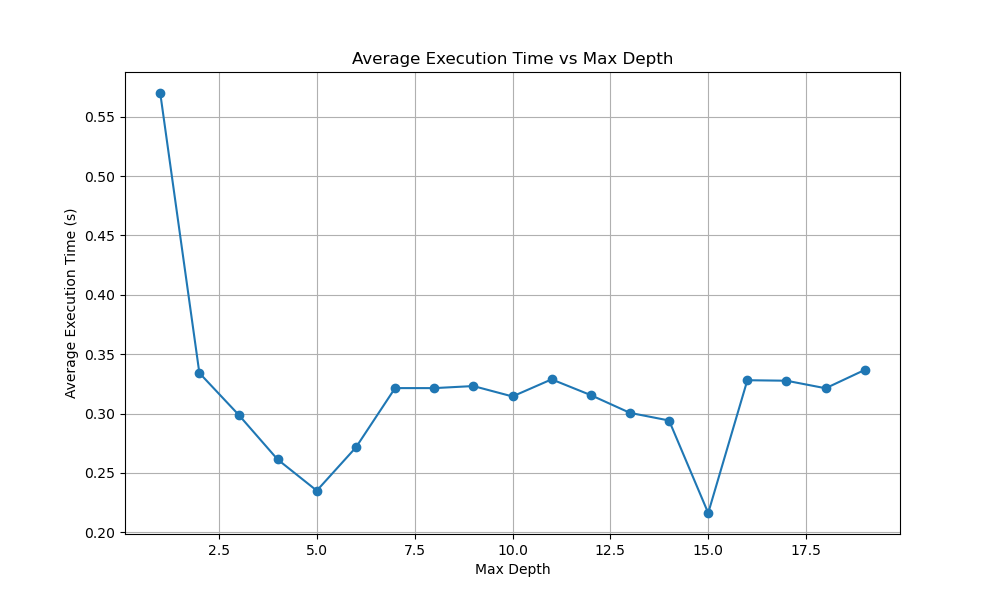 Average Execution Time vs Max Depth
Average Execution Time (s)
0.55
0.50
0.45
0.40
0.35
0.30
0.25
0.20
2.5 5.0 7.5 10.0 12.5 15.0 17.5
Max Depth